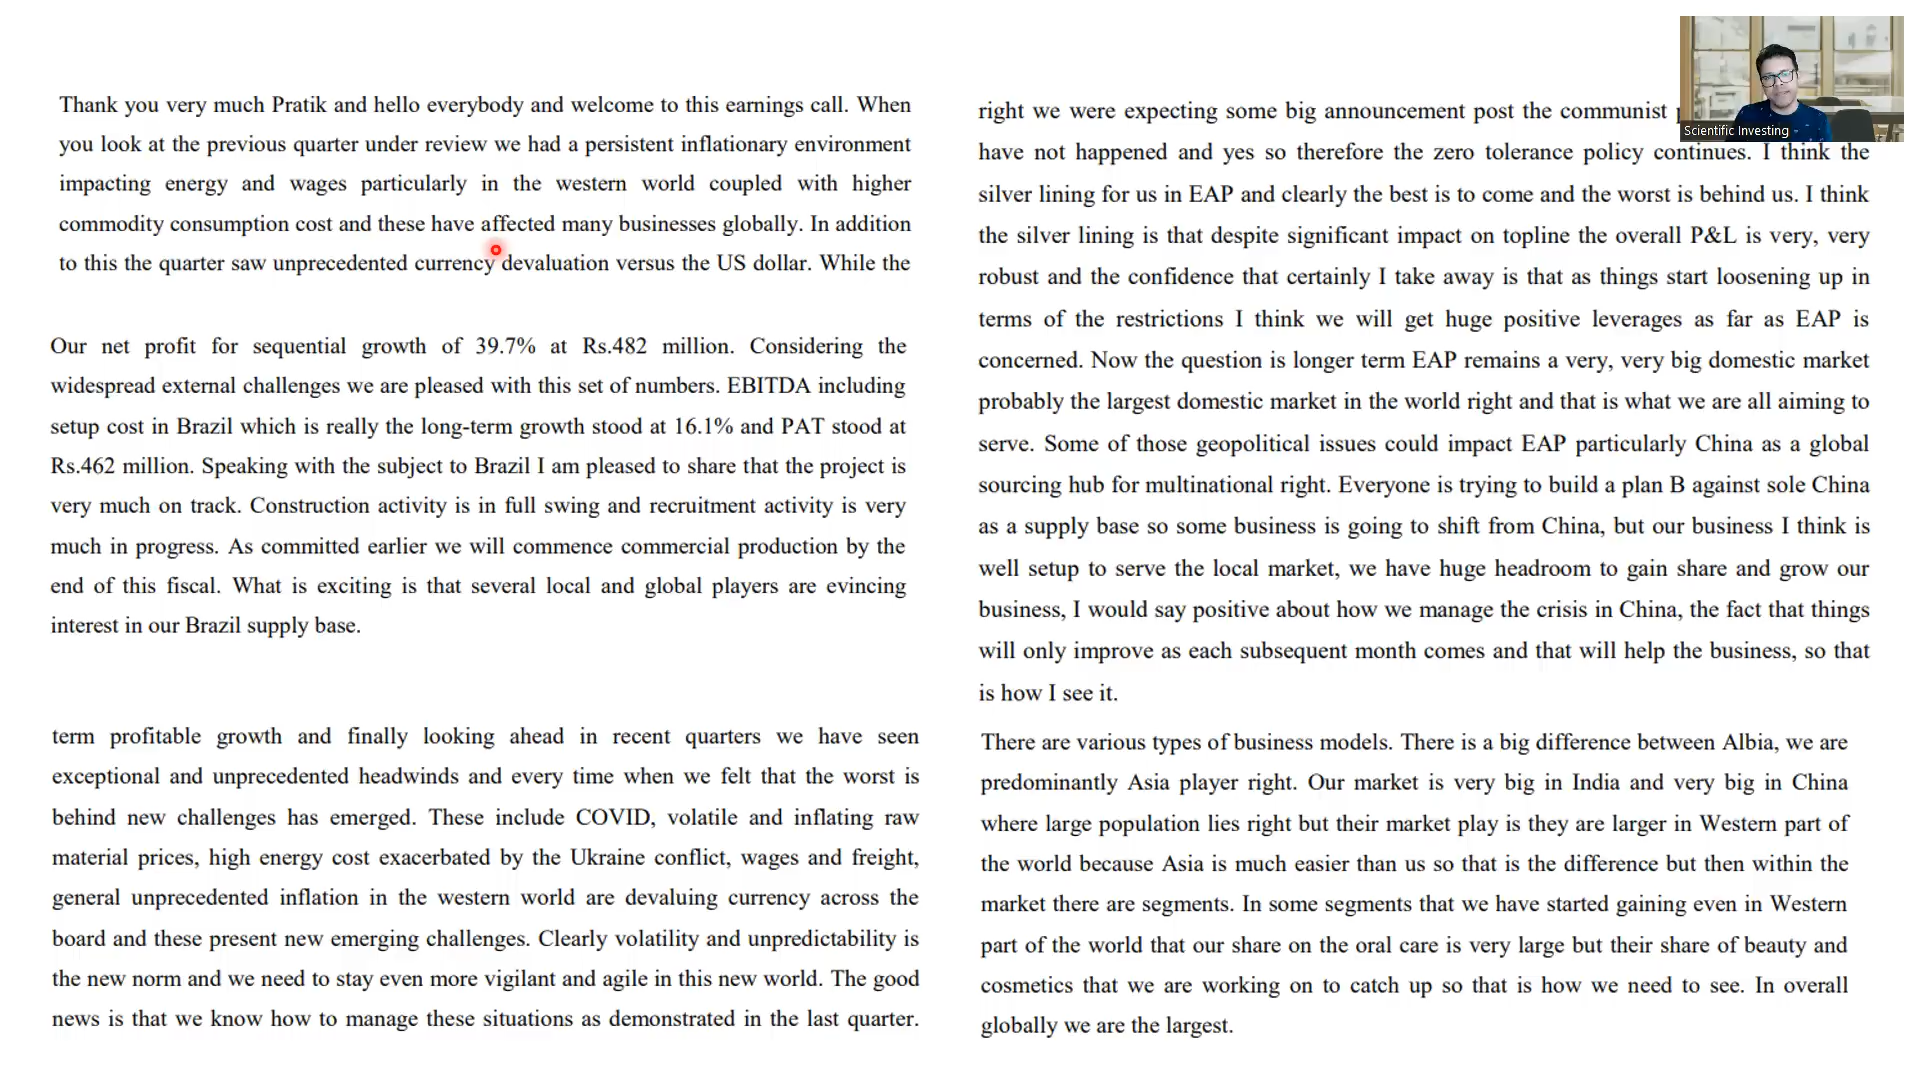 Thank you very much Pratik and hello everybody and welcome to this earnings call. When
you look at the previous quarter under review we had a persistent inflationary environment
impacting energy and wages particularly in the western world coupled with higher
commodity consumption cost and these have affected many businesses globally. In addition
to this the quarter saw unprecedented currency devaluation versus the US dollar. While the
Our net profit for sequential growth of 39.7% at Rs.482 million. Considering the
widespread external challenges we are pleased with this set of numbers. EBITDA including
setup cost in Brazil which is really the long-term growth stood at 16.1% and PAT stood at
Rs.462 million. Speaking with the subject to Brazil I am pleased to share that the project is
very much on track. Construction activity is in full swing and recruitment activity is very
much in progress. As committed earlier we will commence commercial production by the
end of this fiscal. What is exciting is that several local and global players are evincing
interest in our Brazil supply base.
term profitable growth and finally looking ahead in recent quarters we have seen
exceptional and unprecedented headwinds and every time when we felt that the worst is
behind new challenges has emerged. These include COVID, volatile and inflating raw
material prices, high energy cost exacerbated by the Ukraine conflict, wages and freight,
general unprecedented inflation in the western world are devaluing currency across the
board and these present new emerging challenges. Clearly volatility and unpredictability is
the new norm and we need to stay even more vigilant and agile in this new world. The good
news is that we know how to manage these situations as demonstrated in the last quarter.
right we were expecting some big announcement post the communist
have not happened and yes so therefore the zero tolerance policy continues. I think the
silver lining for us in EAP and clearly the best is to come and the worst is behind us. I think
the silver lining is that despite significant impact on topline the overall P&L is very, very
robust and the confidence that certainly I take away is that as things start loosening up in
terms of the restrictions I think we will get huge positive leverages as far as EAP is
concerned. Now the question is longer term EAP remains a very, very big domestic market
probably the largest domestic market in the world right and that is what we are all aiming to
serve. Some of those geopolitical issues could impact EAP particularly China as a global
sourcing hub for multinational right. Everyone is trying to build a plan B against sole China
as a supply base so some business is going to shift from China, but our business I think is
well setup to serve the local market, we have huge headroom to gain share and grow our
business, I would say positive about how we manage the crisis in China, the fact that things
will only improve as each subsequent month comes and that will help the business, so that
is how I see it.
There are various types of business models. There is a big difference between Albia, we are
predominantly Asia player right. Our market is very big in India and very big in China
where large population lies right but their market play is they are larger in Western part of
the world because Asia is much easier than us so that is the difference but then within the
market there are segments. In some segments that we have started gaining even in Western
part of the world that our share on the oral care is very large but their share of beauty and
cosmetics that we are working on to catch up so that is how we need to see. In overall
globally we are the largest.
Scientific Investing